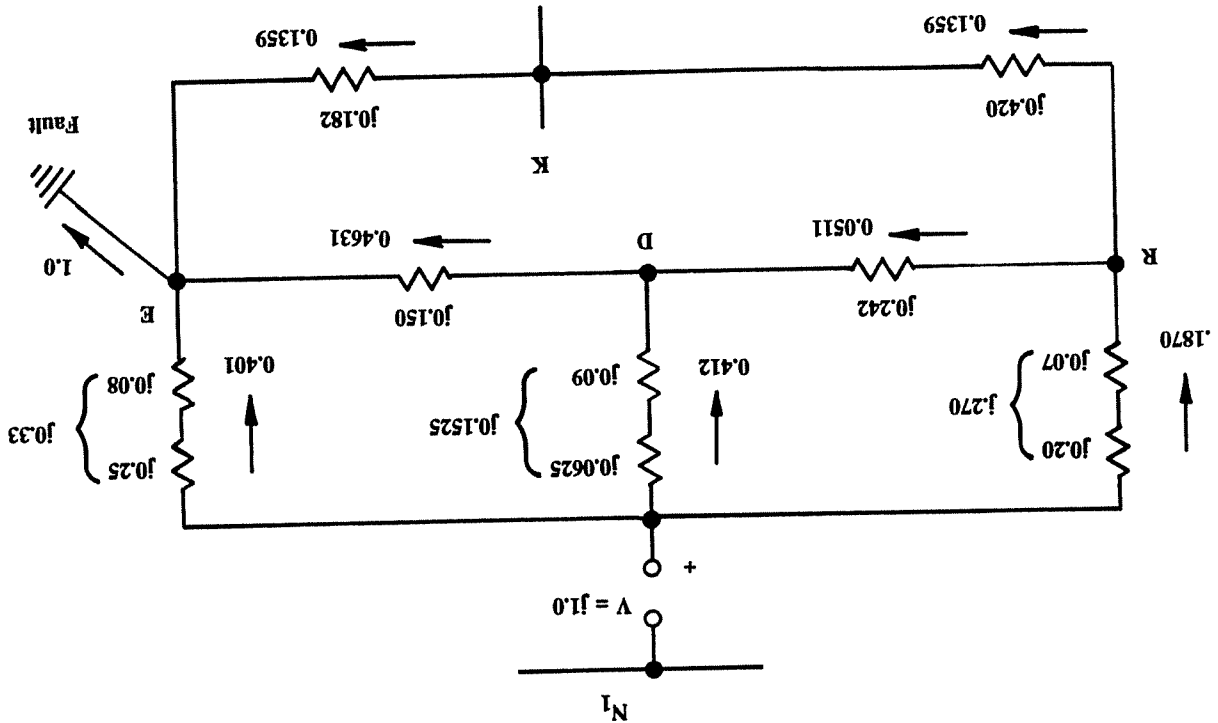 N1
V = j1.0
+
j0.20
j0.07
j.270
.1870
j0.0625
j0.09
j0.1525
0.412
j0.25
j0.08
j0.33
0.401
R
j0.242
0.0511
D
j0.150
0.4631
E
1.0
Fault
K
j0.420
0.1359
j0.182
0.1359